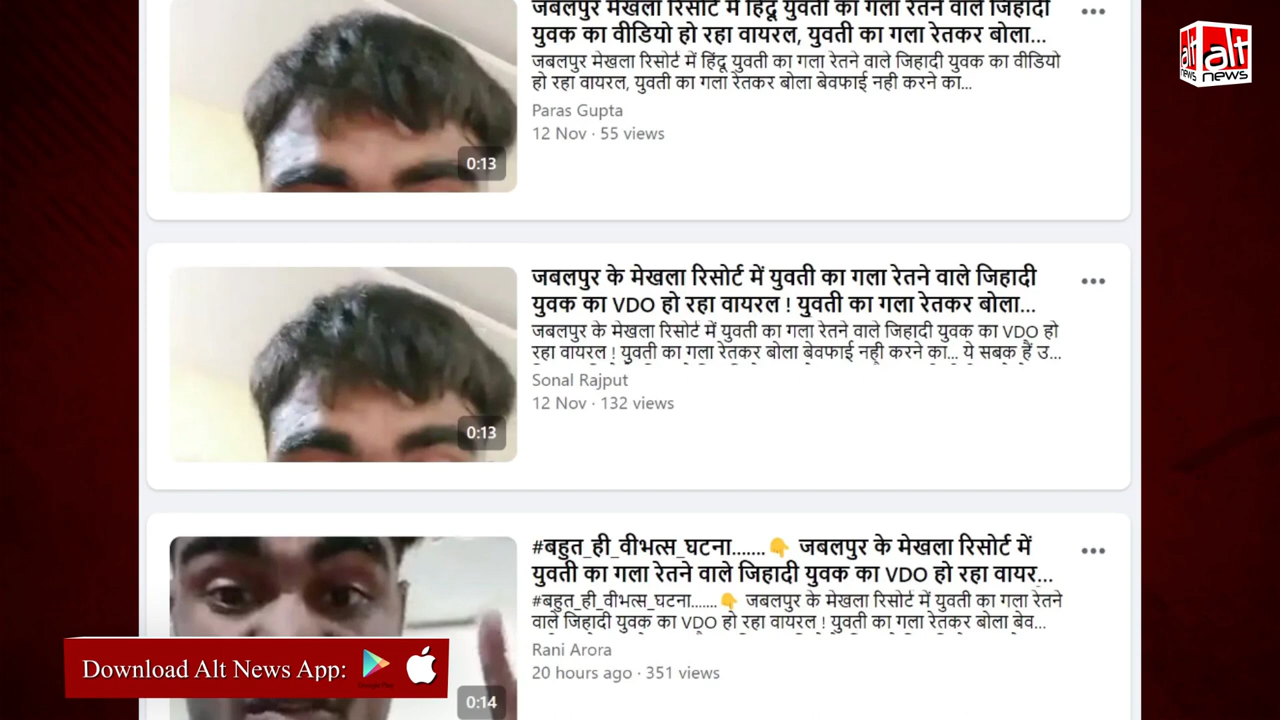 जबलपुर मेखला रिसोर्ट में हिंदू युवती का गला रेतने वाले जिहादी
युवक का वीडियो हो रहा वायरल, युवती का गला रेतकर बोला...
जबलपुर मेखला रिसोर्ट में हिंदू युवती का गला रेतने वाले जिहादी युवक का वीडियो
हो रहा वायरल, युवती का गला रेतकर बोला बेवफाई नही करने का...
Paras Gupta
12 Nov · 55 views
0:13
alt
news
alt
news
जबलपुर के मेखला रिसोर्ट में युवती का गला रेतने वाले जिहादी
युवक का VDO हो रहा वायरल ! युवती का गला रेतकर बोला...
जबलपुर के मेखला रिसोर्ट में युवती का गला रेतने वाले जिहादी युवक का VDO हो
रहा वायरल ! युवती का गला रेतकर बोला बेवफाई नही करने का... ये सबक हैं उ...
Sonal Rajput
12 Nov · 132 views
0:13
#बहुत_ही_वीभत्स_घटना.......👇 जबलपुर के मेखला रिसोर्ट में
युवती का गला रेतने वाले जिहादी युवक का VDO हो रहा वायर...
#बहुत_ही_वीभत्स_घटना.......👇 जबलपुर के मेखला रिसोर्ट में युवती का गला रेतने
वाले जिहादी युवक का VDO हो रहा वायरल ! युवती का गला रेतकर बोला बेव...
Rani Arora
20 hours ago · 351 views
0:14
Download Alt News App: